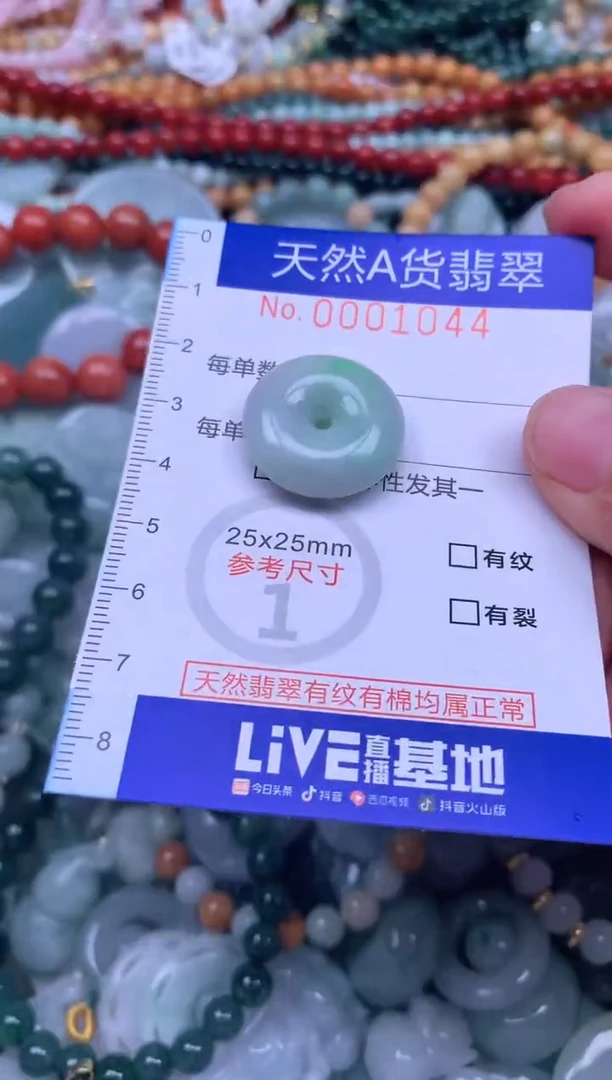 0
天然A货翡翠
No. 0001044
1
2
每单数
3
每单
4
性发其一
5
25x25mm
参考尺寸
有纹
6
1
有裂
7
天然翡翠有纹有棉均属正常
8
LiVE直播基地
今日头条 抖音 西瓜视频 抖音火山版